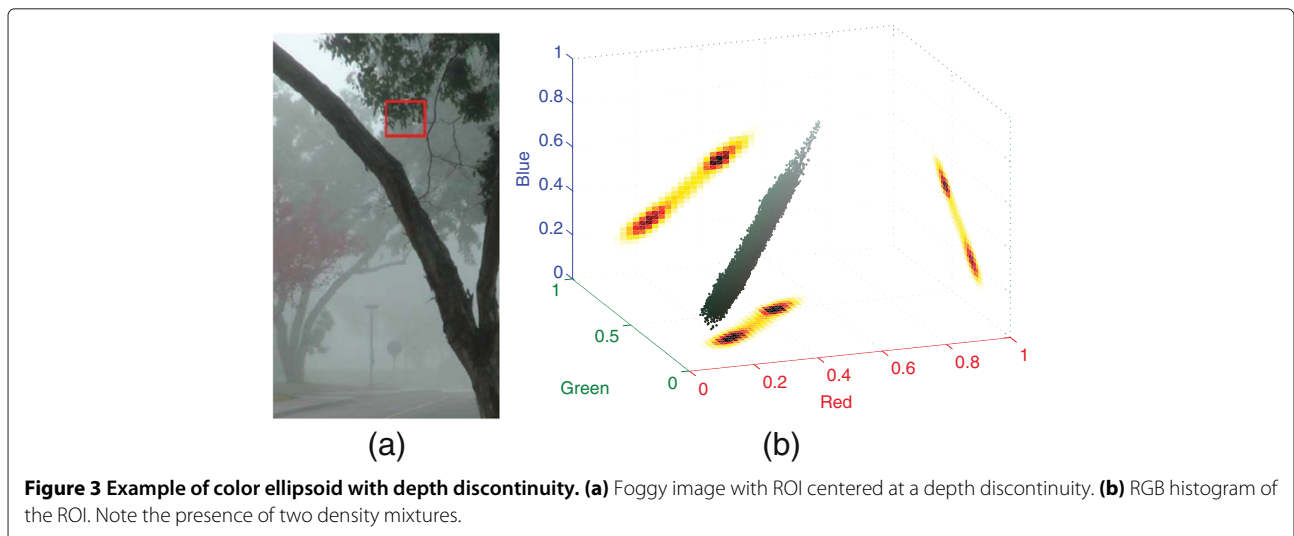 1
0.8
0.6
0.4
0.2
0
Blue
1
0.5
0
Green
0
0.2
0.4
0.6
0.8
1
Red
(a)
(b)
Figure 3 Example of color ellipsoid with depth discontinuity. (a) Foggy image with ROI centered at a depth discontinuity. (b) RGB histogram of
the ROI. Note the presence of two density mixtures.